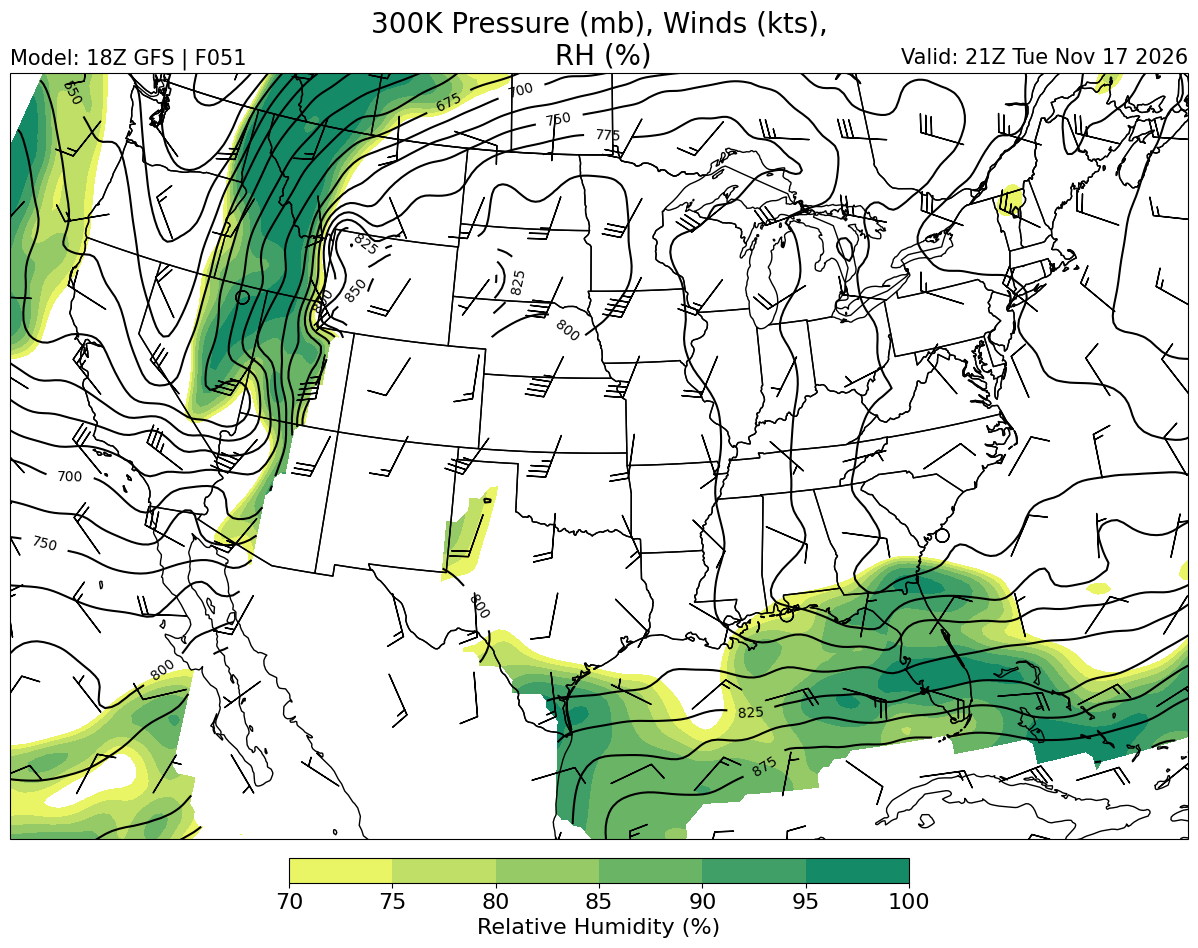 300K Pressure (mb), Winds (kts),
RH (%)
Model: 18Z GFS | F051
Valid: 21Z Tue Nov 17 2026
650
675
700
750
775
825
850
825
800
700
750
800
800
825
875
70 75 80 85 90 95 100
Relative Humidity (%)